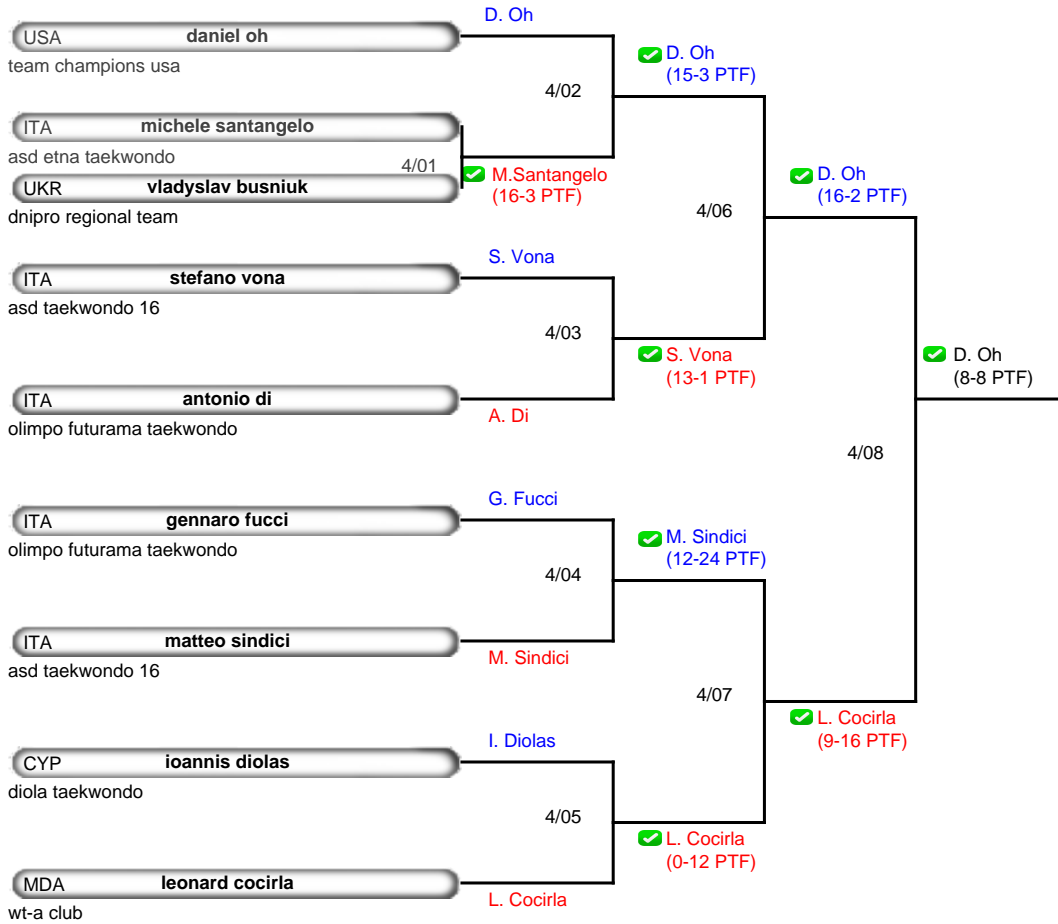 D. Oh
USA daniel oh
team champions usa
D. Oh
(15-3 PTF)
4/02
ITA michele santangelo
asd etna taekwondo
4/01
M.Santangelo
(16-3 PTF)
UKR vladyslav busniuk
dnipro regional team
D. Oh
(16-2 PTF)
4/06
S. Vona
ITA stefano vona
asd taekwondo 16
4/03
S. Vona
(13-1 PTF)
D. Oh
(8-8 PTF)
ITA antonio di
olimpo futurama taekwondo
A. Di
4/08
G. Fucci
ITA gennaro fucci
olimpo futurama taekwondo
M. Sindici
(12-24 PTF)
4/04
ITA matteo sindici
asd taekwondo 16
M. Sindici
4/07
L. Cocirla
(9-16 PTF)
I. Diolas
CYP ioannis diolas
diola taekwondo
4/05
L. Cocirla
(0-12 PTF)
MDA leonard cocirla
wt-a club
L. Cocirla